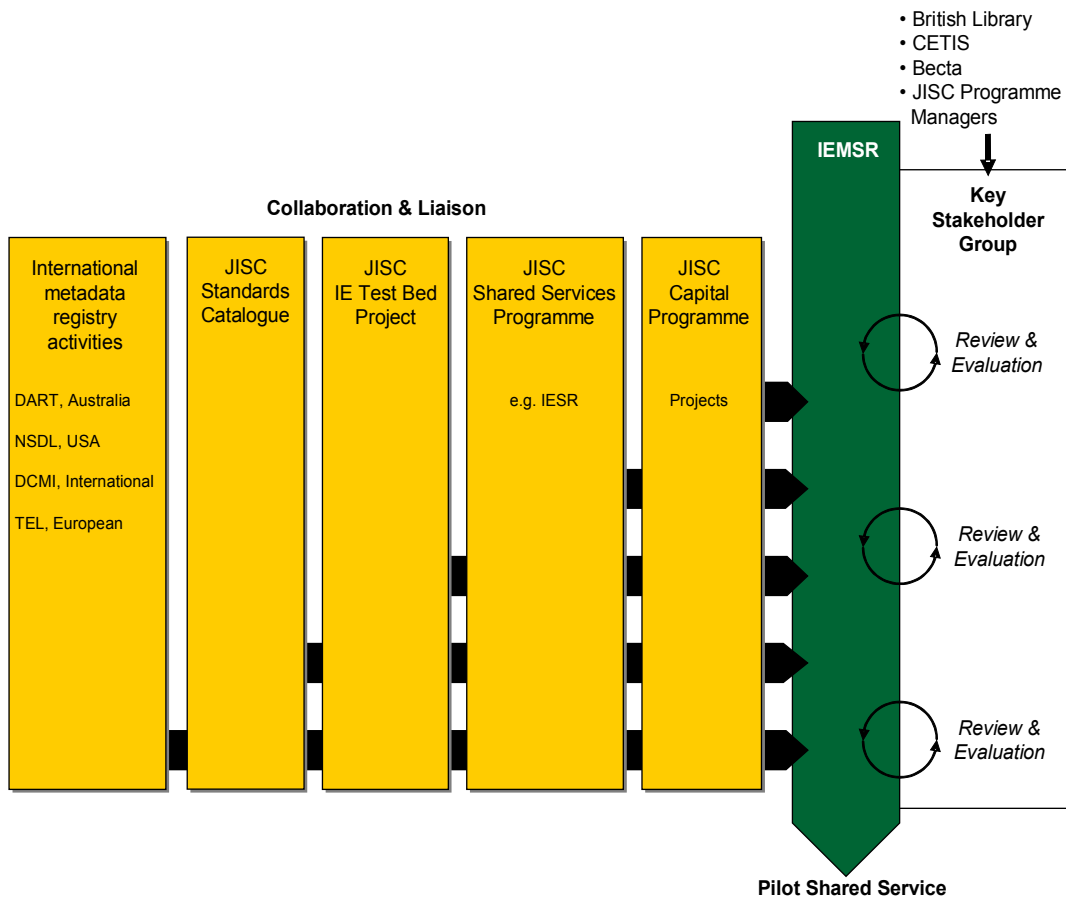 • British Library
• CETIS
• Becta
• JISC Programme
Managers
IEMSR
Key
Stakeholder
Group
Collaboration & Liaison
International
metadata
registry
activities
DART, Australia
NSDL, USA
DCMI, International
TEL, European
JISC
Standards
Catalogue
JISC
IE Test Bed
Project
JISC
Shared Services
Programme
e.g. IESR
JISC
Capital
Programme
Projects
Review &
Evaluation
Review &
Evaluation
Review &
Evaluation
Pilot Shared Service